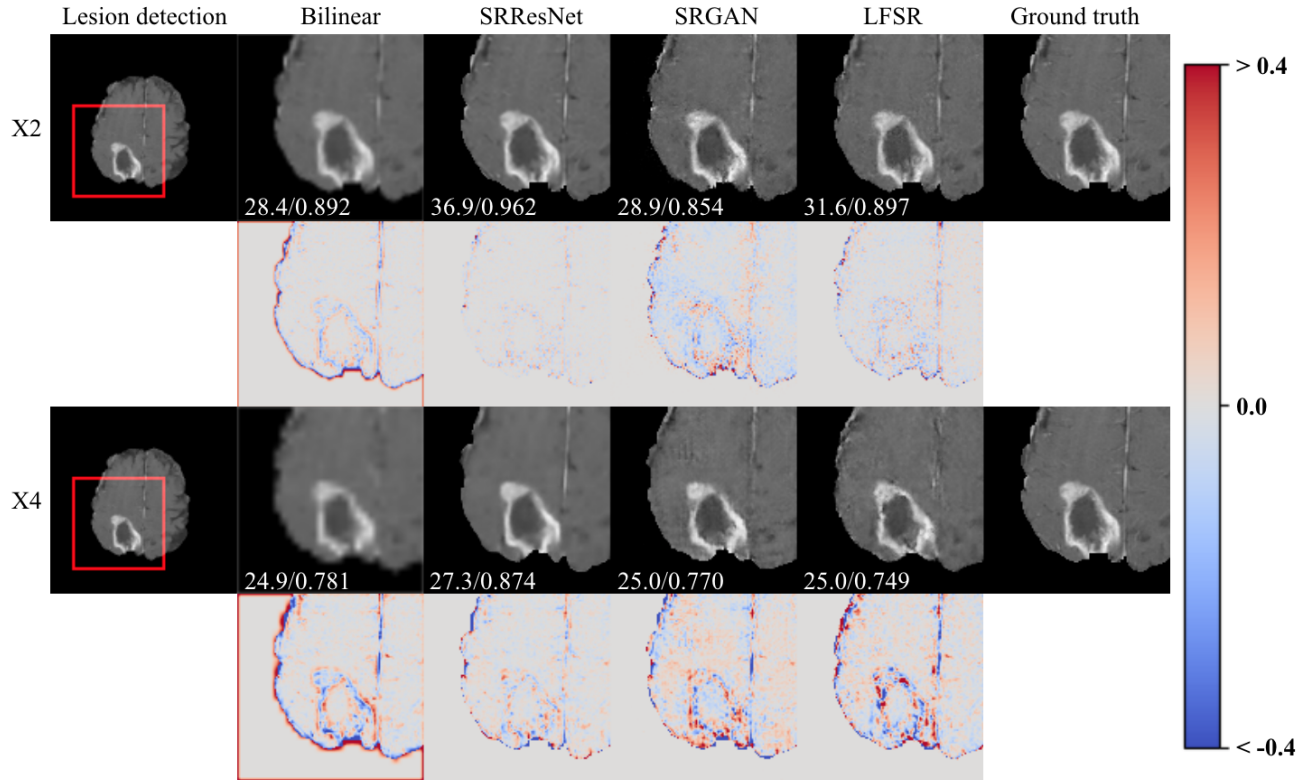 Lesion detection Bilinear SRResNet SRGAN LFSR Ground truth
> 0.4
X2
28.4/0.892 36.9/0.962 28.9/0.854 31.6/0.897
0.0
X4
24.9/0.781 27.3/0.874 25.0/0.770 25.0/0.749
< -0.4